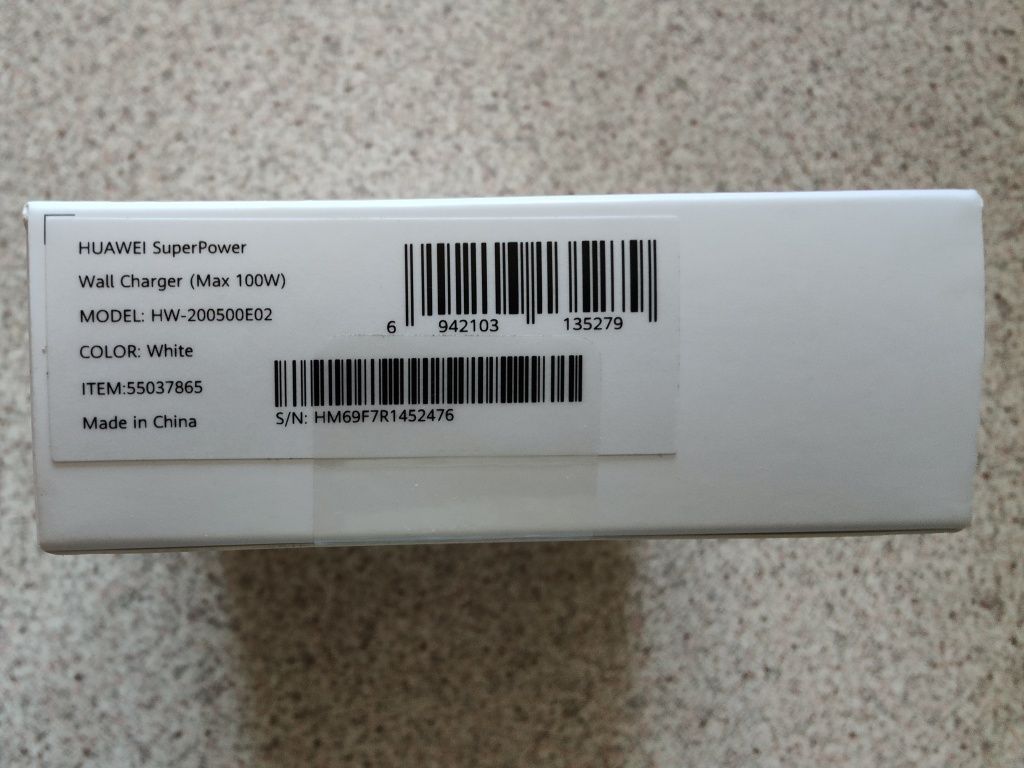 HUAWEI SuperPower
Wall Charger (Max 100W)
MODEL: HW-200500E02
COLOR: White
ITEM:55037865
Made in China
6 942103 135279
S/N: HM69F7R1452476